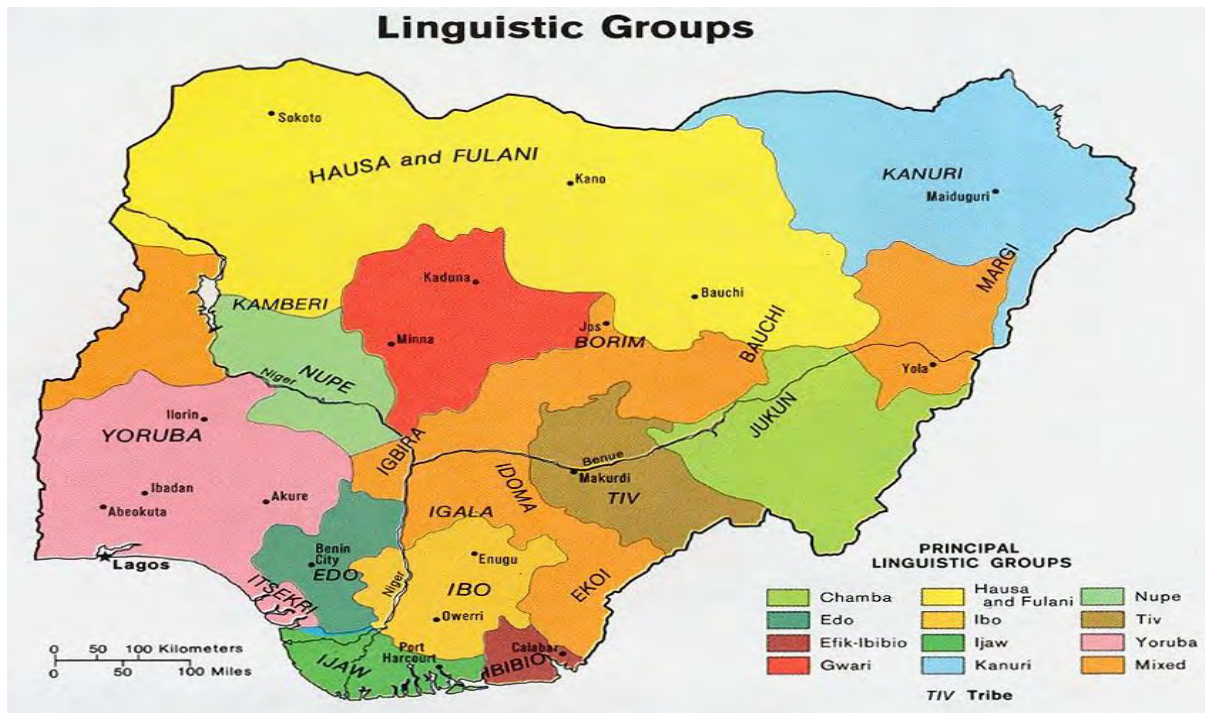 Linguistic Groups
Sokoto
HAUSA and FULANI
Kano
KANURI
Maiduguri
MARGI
Kaduna
Bauchi
KAMBERI
Jos
BORIM
BAUCHI
Minna
Yola
Niger
NUPE
Ilorin
YORUBA
JUKUN
IGBIRA
Benue
Makurdi
IDOMA
TIV
Ibadan
Abeokuta
Akure
IGALA
Lagos
Benin
City
EDO
Enugu
ITSEKRI
Niger
IBO
EKOI
Owerri
Port
Harcourt
Calabar
IJAW
IBIBIO
0 50 100 Kilometers
0 50 100 Miles
PRINCIPAL
LINGUISTIC GROUPS
Chamba
Edo
Efik-Ibibio
Gwari
Hausa
and Fulani
Ibo
Ijaw
Kanuri
Nupe
Tiv
Yoruba
Mixed
TIV Tribe